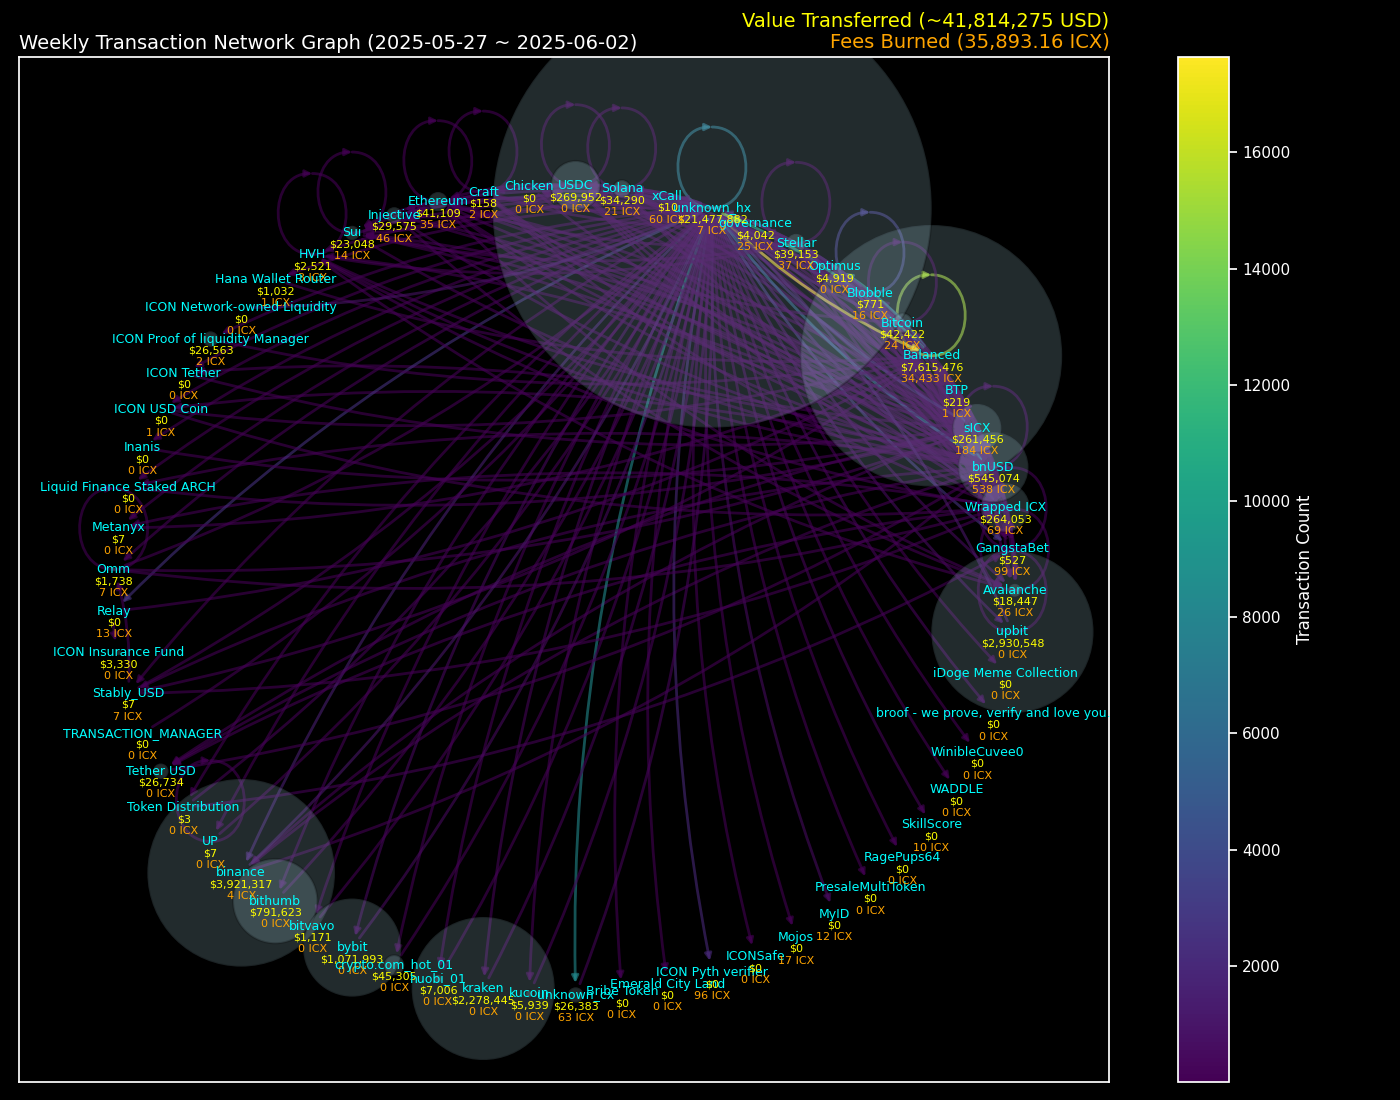 Value Transferred (~41,814,275 USD)
Weekly Transaction Network Graph (2025-05-27 ~ 2025-06-02)
Fees Burned (35,893.16 ICX)
Ethereum
$41,109
35 ICX
Craft
$158
2 ICX
Chicken
$0
0 ICX
USDC
$269,952
0 ICX
Solana
$34,290
21 ICX
xCall
$10
60 ICX
unknown_hx
7 ICX
governance
$4,042
25 ICX
Stellar
$39,153
37 ICX
Optimus
$4,919
0 ICX
Blobble
$771
16 ICX
Bitcoin
$42,422
24 ICX
Balanced
$7,615,476
34,433 ICX
BTP
$219
1 ICX
sICX
$261,456
184 ICX
bnUSD
$545,074
538 ICX
Wrapped ICX
$264,053
69 ICX
GangstaBet
$527
99 ICX
Avalanche
$18,447
26 ICX
upbit
$2,930,548
0 ICX
iDoge Meme Collection
$0
0 ICX
broof - we prove, verify and love you
$0
0 ICX
WinibleCuvee0
$0
0 ICX
WADDLE
$0
0 ICX
SkillScore
$0
10 ICX
RagePups64
$0
0 ICX
PresaleMultiToken
$0
0 ICX
MyID
$0
12 ICX
Mojos
$0
17 ICX
ICONSafe
$0
0 ICX
ICON Pyth verifier
$0
96 ICX
Emerald City Land
$0
0 ICX
Bribe Token
$0
0 ICX
unknown_cx
$26,383
63 ICX
kucoin
$5,939
0 ICX
kraken
$2,278,445
0 ICX
huobi_01
$7,006
0 ICX
crypto.com_hot_01
$45,305
0 ICX
bybit
$1,071,993
0 ICX
bitvavo
$1,171
0 ICX
bithumb
$791,623
0 ICX
binance
$3,921,317
4 ICX
UP
$7
0 ICX
Token Distribution
$3
0 ICX
Tether USD
$26,734
0 ICX
TRANSACTION_MANAGER
$0
0 ICX
Stably_USD
$7
7 ICX
ICON Insurance Fund
$3,330
0 ICX
Relay
$0
13 ICX
Omm
$1,738
7 ICX
Metanyx
$7
0 ICX
Liquid Finance Staked ARCH
$0
0 ICX
Inanis
$0
0 ICX
ICON USD Coin
$0
1 ICX
ICON Tether
$0
0 ICX
ICON Proof of liquidity Manager
$26,563
2 ICX
ICON Network-owned Liquidity
$0
0 ICX
Hana Wallet Router
$1,032
1 ICX
HVH
$2,521
ICX
Sui
$23,048
14 ICX
Injective
$29,575
46 ICX
16000
14000
12000
10000
8000
6000
4000
2000
Transaction Count